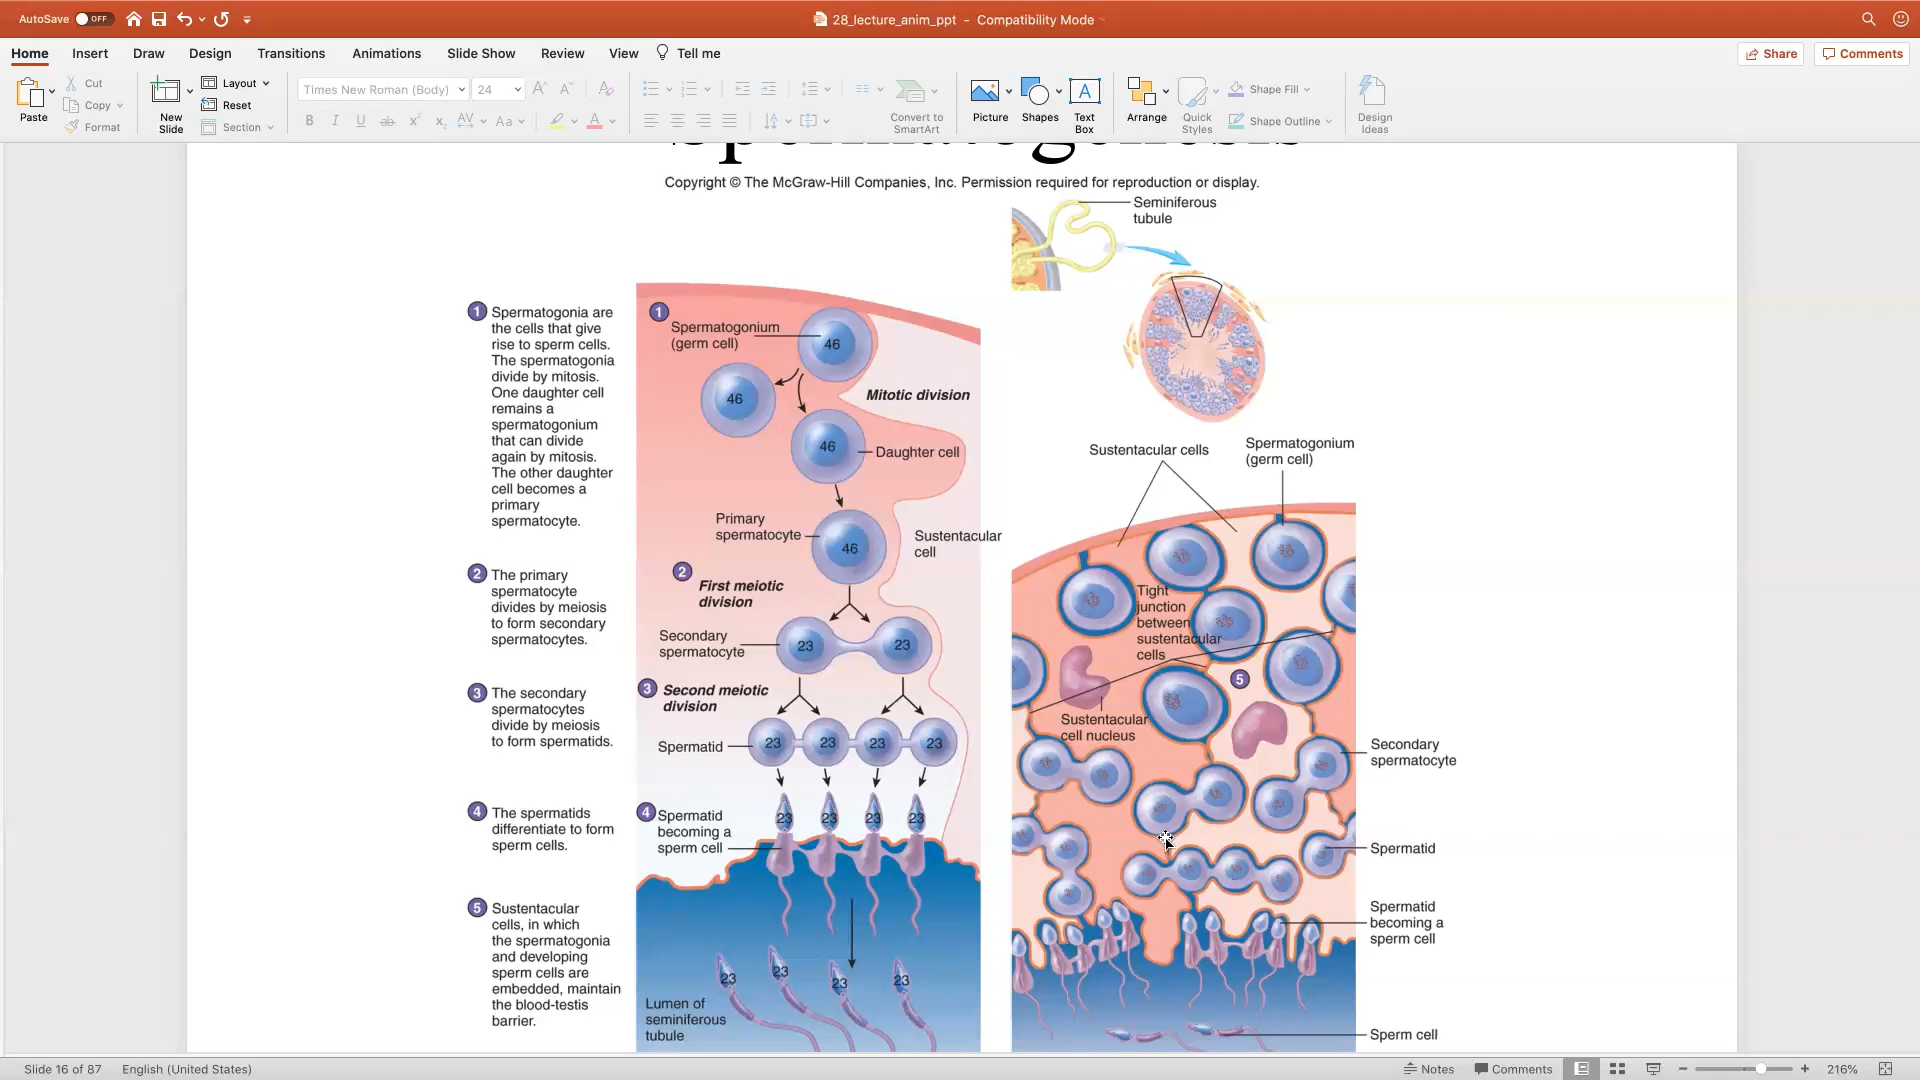 AutoSave OFF
28_lecture_anim_ppt - Compatibility Mode
Home Insert Draw Design Transitions Animations Slide Show Review View Tell me
Share Comments
Paste
Cut
Copy
Format
New
Slide
Layout
Reset
Section
Times New Roman (Body) 24
B I U ab x² x₂ AV Aa A
Convert to
SmartArt
Picture Shapes Text
Box
Arrange Quick
Styles
Shape Fill
Shape Outline
Design
Ideas
Spermatogenesis
Copyright © The McGraw-Hill Companies, Inc. Permission required for reproduction or display.
Seminiferous
tubule
1 Spermatogonia are
the cells that give
rise to sperm cells.
The spermatogonia
divide by mitosis.
One daughter cell
remains a
spermatogonium
that can divide
again by mitosis.
The other daughter
cell becomes a
primary
spermatocyte.
2 The primary
spermatocyte
divides by meiosis
to form secondary
spermatocytes.
3 The secondary
spermatocytes
divide by meiosis
to form spermatids.
4 The spermatids
differentiate to form
sperm cells.
5 Sustentacular
cells, in which
the spermatogonia
and developing
sperm cells are
embedded, maintain
the blood-testis
barrier.
1
Spermatogonium
(germ cell)
46
46
Mitotic division
46
Daughter cell
Primary
spermatocyte
46
Sustentacular
cell
2
First meiotic
division
Secondary
spermatocyte
23 23
3 Second meiotic
division
Spermatid
23 23 23 23
4 Spermatid
becoming a
sperm cell
23 23 23 23
23 23 23 23
Lumen of
seminiferous
tubule
Sustentacular cells
Spermatogonium
(germ cell)
Tight
junction
between
sustentacular
cells
5
Sustentacular
cell nucleus
Secondary
spermatocyte
Spermatid
Spermatid
becoming a
sperm cell
Sperm cell
Slide 16 of 87 English (United States)
Notes Comments 216%